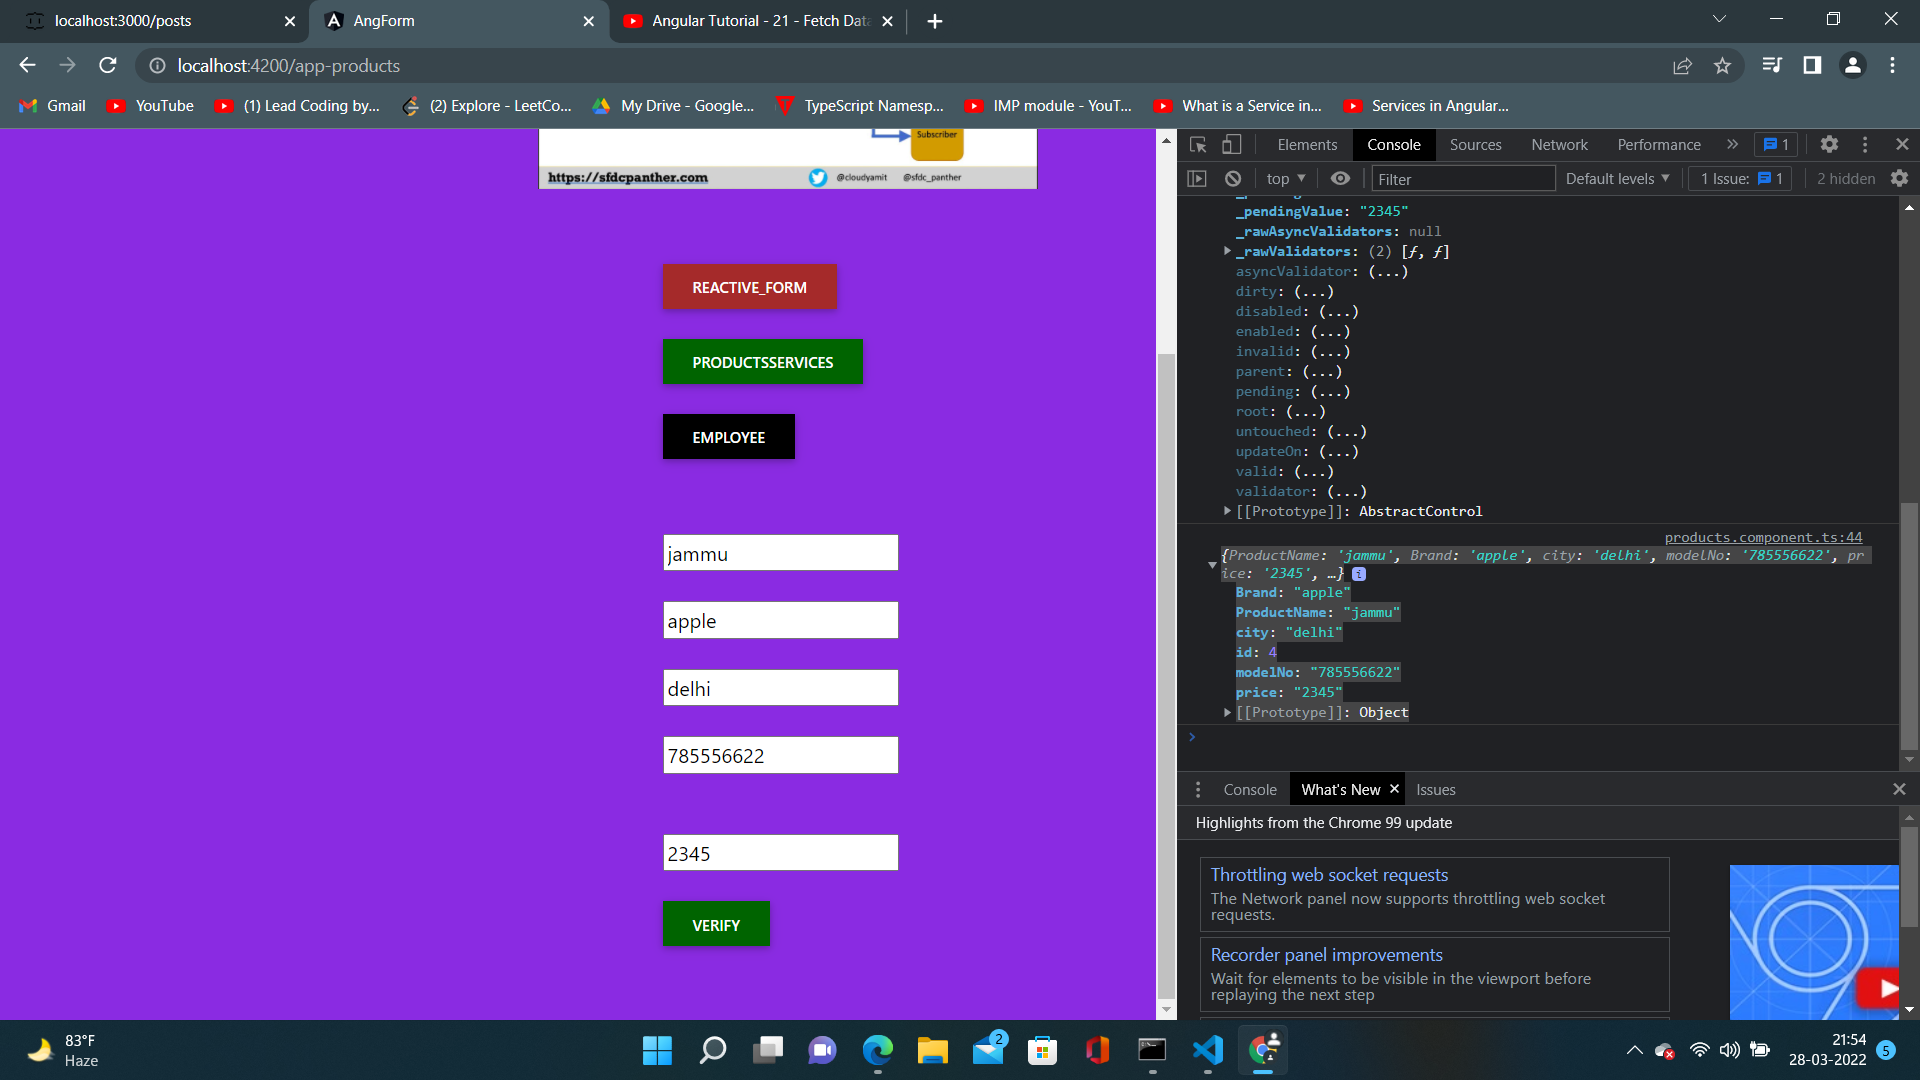 localhost:3000/posts
AngForm
Angular Tutorial - 21 - Fetch Data
localhost:4200/app-products
Gmail
YouTube
(1) Lead Coding by...
(2) Explore - LeetCo...
My Drive - Google...
TypeScript Namesp...
IMP module - YouT...
What is a Service in...
Services in Angular...
Subscriber
https://sfdcpanther.com
@cloudyamit
@sfdc_panther
REACTIVE_FORM
PRODUCTSSERVICES
EMPLOYEE
jammu
apple
delhi
785556622
2345
VERIFY
Elements
Console
Sources
Network
Performance
»
1
top
Filter
Default levels
1 Issue: 1
2 hidden
_pendingValue: "2345"
_rawAsyncValidators: null
_rawValidators: (2) [ƒ, ƒ]
asyncValidator: (...)
dirty: (...)
disabled: (...)
enabled: (...)
invalid: (...)
parent: (...)
pending: (...)
root: (...)
untouched: (...)
updateOn: (...)
valid: (...)
validator: (...)
[[Prototype]]: AbstractControl
products.component.ts:44
{ProductName: 'jammu', Brand: 'apple', city: 'delhi', modelNo: '785556622', pr
ice: '2345', …}
Brand: "apple"
ProductName: "jammu"
city: "delhi"
id: 4
modelNo: "785556622"
price: "2345"
[[Prototype]]: Object
Console
What's New
Issues
Highlights from the Chrome 99 update
Throttling web socket requests
The Network panel now supports throttling web socket
requests.
Recorder panel improvements
Wait for elements to be visible in the viewport before
replaying the next step
83°F
Haze
2
21:54
28-03-2022
5